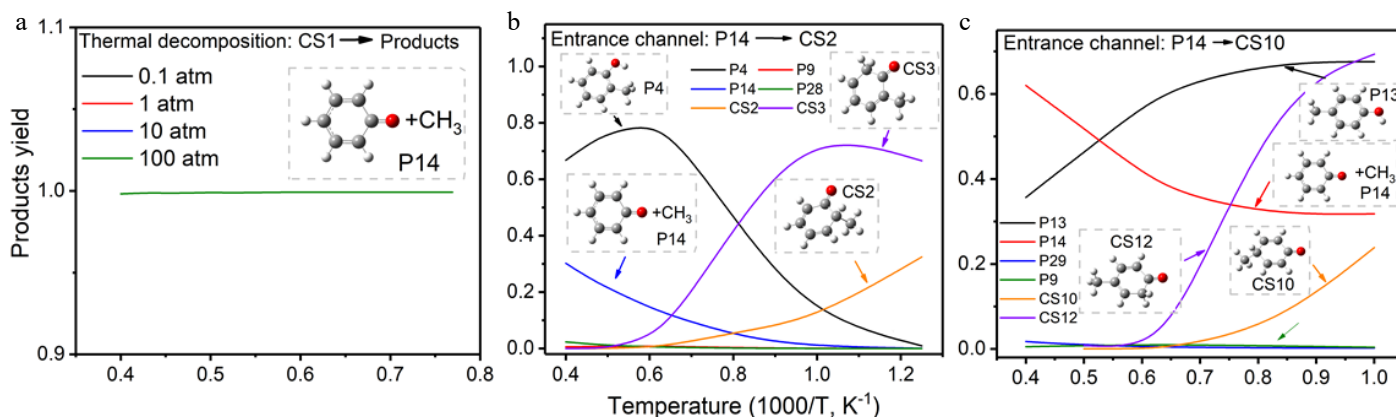 a
Thermal decomposition: CS1 → Products
0.1 atm
1 atm
10 atm
100 atm
+CH3
P14
Products yield
1.1
1.0
0.9
0.4
0.5
0.6
0.7
0.8
b
Entrance channel: P14 → CS2
P4
P9
P14
P28
CS2
CS3
P4
CS3
+CH3
P14
CS2
1.0
0.8
0.6
0.4
0.2
0.0
0.4
0.6
0.8
1.0
1.2
Temperature (1000/T, K-1)
c
Entrance channel: P14 → CS10
P13
+CH3
P14
P13
P14
P29
P9
CS10
CS12
CS12
CS10
0.6
0.4
0.2
0.0
0.4
0.5
0.6
0.7
0.8
0.9
1.0